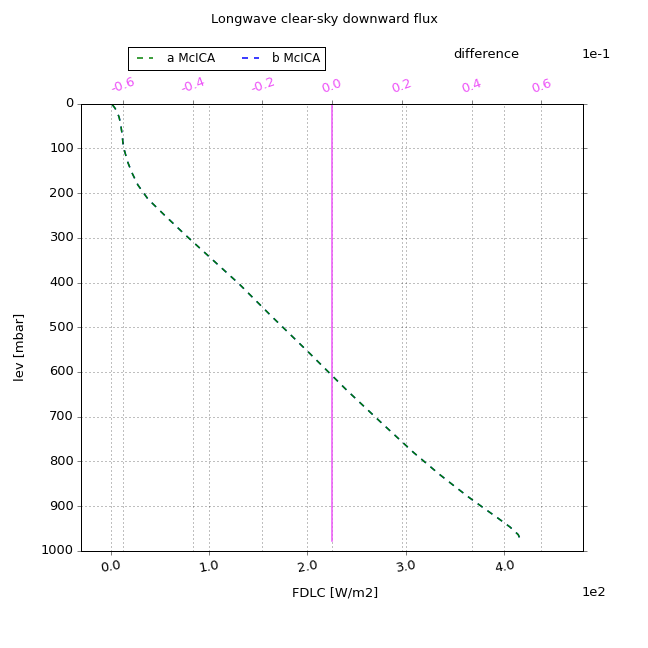 Longwave clear-sky downward flux
a McICA b McICA
difference 1e-1
-0.6 -0.4 -0.2 0.0 0.2 0.4 0.6
0
100
200
300
400
500
600
700
800
900
1000
lev [mbar]
0.0 1.0 2.0 3.0 4.0
FDLC [W/m2] 1e2